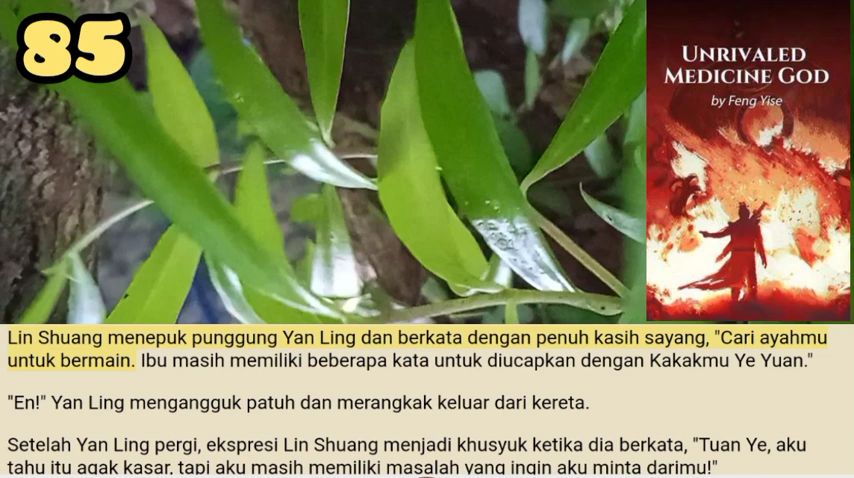 85
UNRIVALED
MEDICINE GOD
by Feng Yise
Lin Shuang menepuk punggung Yan Ling dan berkata dengan penuh kasih sayang, "Cari ayahmu
untuk bermain. Ibu masih memiliki beberapa kata untuk diucapkan dengan Kakakmu Ye Yuan."
"En!" Yan Ling mengangguk patuh dan merangkak keluar dari kereta.
Setelah Yan Ling pergi, ekspresi Lin Shuang menjadi khusyuk ketika dia berkata, "Tuan Ye, aku
tahu itu agak kasar, tapi aku masih memiliki masalah yang ingin aku minta darimu!"